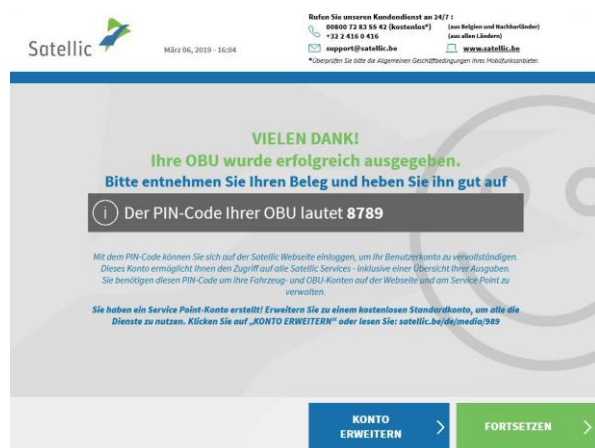 Satellic
März 06, 2019 - 16:04
Rufen Sie unseren Kundendienst an 24/7 :
00800 72 83 55 42 (kostenlos*) (aus Belgien und Nachbarländer)
+32 2 416 0 416 (aus allen Ländern)
support@satellic.be www.satellic.be
*Überprüfen Sie bitte die Allgemeinen Geschäftbedingungen Ihres Mobilfunkanbieter.
VIELEN DANK!
Ihre OBU wurde erfolgreich ausgegeben.
Bitte entnehmen Sie Ihren Beleg und heben Sie ihn gut auf
i Der PIN-Code Ihrer OBU lautet 8789
Mit dem PIN-Code können Sie sich auf der Satellic Webseite einloggen, um Ihr Benutzerkonto zu vervollständigen.
Dieses Konto ermöglicht Ihnen den Zugriff auf alle Satellic Services - inklusive einer Übersicht Ihrer Ausgaben.
Sie benötigen diesen PIN-Code um Ihre Fahrzeug- und OBU-Konten auf der Webseite und am Service Point zu
verwalten.
Sie haben ein Service Point-Konto erstellt! Erweitern Sie zu einem kostenlosen Standardkonto, um alle die
Dienste zu nutzen. Klicken Sie auf „KONTO ERWEITERN“ oder lesen Sie: satellic.be/de/media/989
KONTO
ERWEITERN
FORTSETZEN